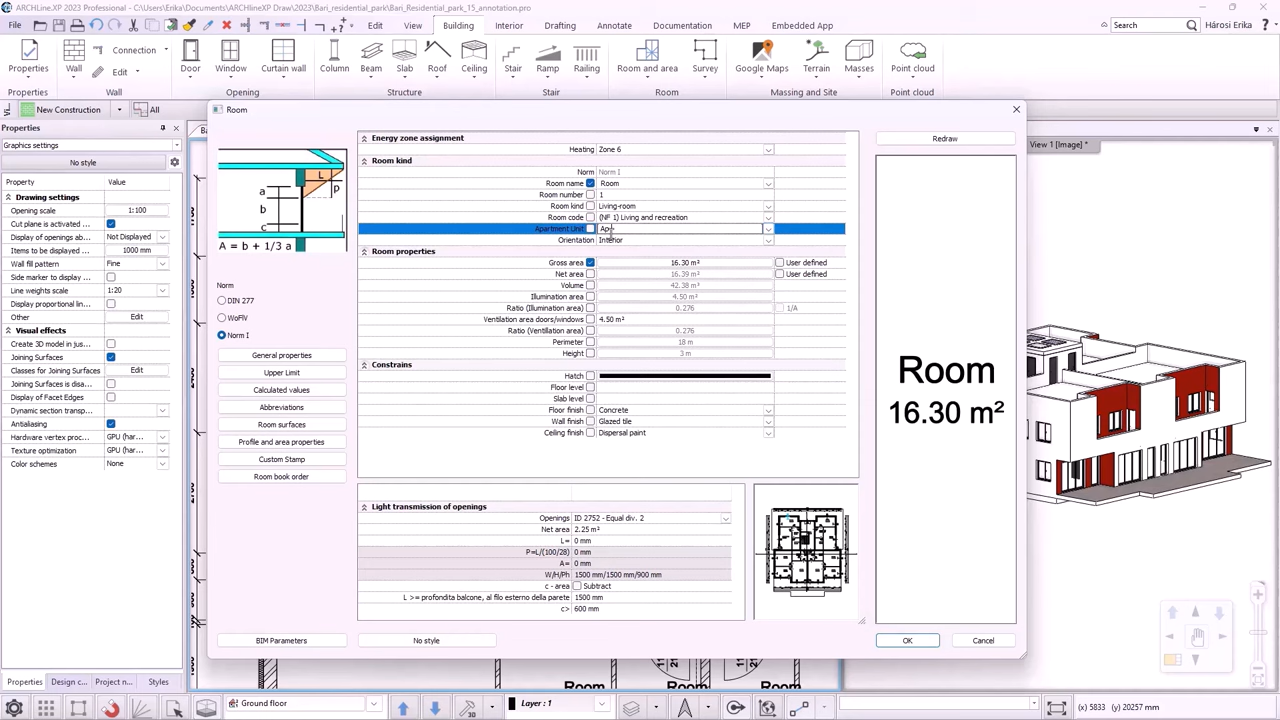 ARCHLine.XP 2023 Professional - C:\Users\Erika\Documents\ARCHlineXP Draw\2023\Bari_residential_park\Bari_Residential_park_15_annotation.pro
File
Edit
View
Building
Interior
Drafting
Annotate
Documentation
MEP
Embedded App
Search
Hárosi Erika
Properties
Wall
Connection
Edit
Door
Window
Curtain wall
Column
Beam
Slab
Roof
Ceiling
Stair
Ramp
Railing
Room and area
Survey
Google Maps
Terrain
Masses
Point cloud
Wall
Opening
Structure
Stair
Room
Massing and Site
Point cloud
New Construction
All
Properties
Graphics settings
No style
Property Value
Drawing settings
Opening scale 1:100
Cut plane is activated
Display of openings ab... Not Displayed
Items to be displayed ... 1000 mm
Wall fill pattern Fine
Side marker to display
Line weights scale 1:20
Display proportional lin...
Other Edit
Visual effects
Create 3D model in jus...
Joining Surfaces
Classes for Joining Surfaces Edit
Joining Surfaces is disa...
Display of Facet Edges
Dynamic section transp...
Antialiasing
Hardware vertex proc... GPU (har...
Texture optimization GPU (har...
Color schemes None
Properties
Design c...
Project n...
Styles
Room
L
a
p
b
c
A = b + 1/3 a
Norm
DIN 277
WoFlV
Norm I
General properties
Upper Limit
Calculated values
Abbreviations
Room surfaces
Profile and area properties
Custom Stamp
Room book order
BIM Parameters
Energy zone assignment
Heating Zone 6
Room kind
Norm Norm I
Room name Room
Room number 1
Room kind Living-room
Room code (NF 1) Living and recreation
Apartment Unit Ap
Orientation Interior
Room properties
Gross area 16.30 m² User defined
Net area 16.39 m² User defined
Volume 42.38 m³
Illumination area 4.50 m²
Ratio (Illumination area) 0.276 1/A
Ventilation area doors/windows 4.50 m²
Ratio (Ventillation area) 0.276
Perimeter 18 m
Height 3 m
Constrains
Hatch
Floor level
Slab level
Floor finish Concrete
Wall finish Glazed tile
Ceiling finish Dispersal paint
Light transmission of openings
Openings ID 2752 - Equal div. 2
Net area 2.25 m²
L= 0 mm
P=L/(100/28) 0 mm
A= 0 mm
W/H/Ph 1500 mm/1500 mm/900 mm
c - area Subtract
L >= profondita balcone, al filo esterno della parete 1500 mm
c> 600 mm
No style
Redraw
Room
16.30 m²
OK
Cancel
View 1 [Image] *
Room
Room
Room
Ground floor
Layer : 1
(x) 5833 (y) 20257 mm